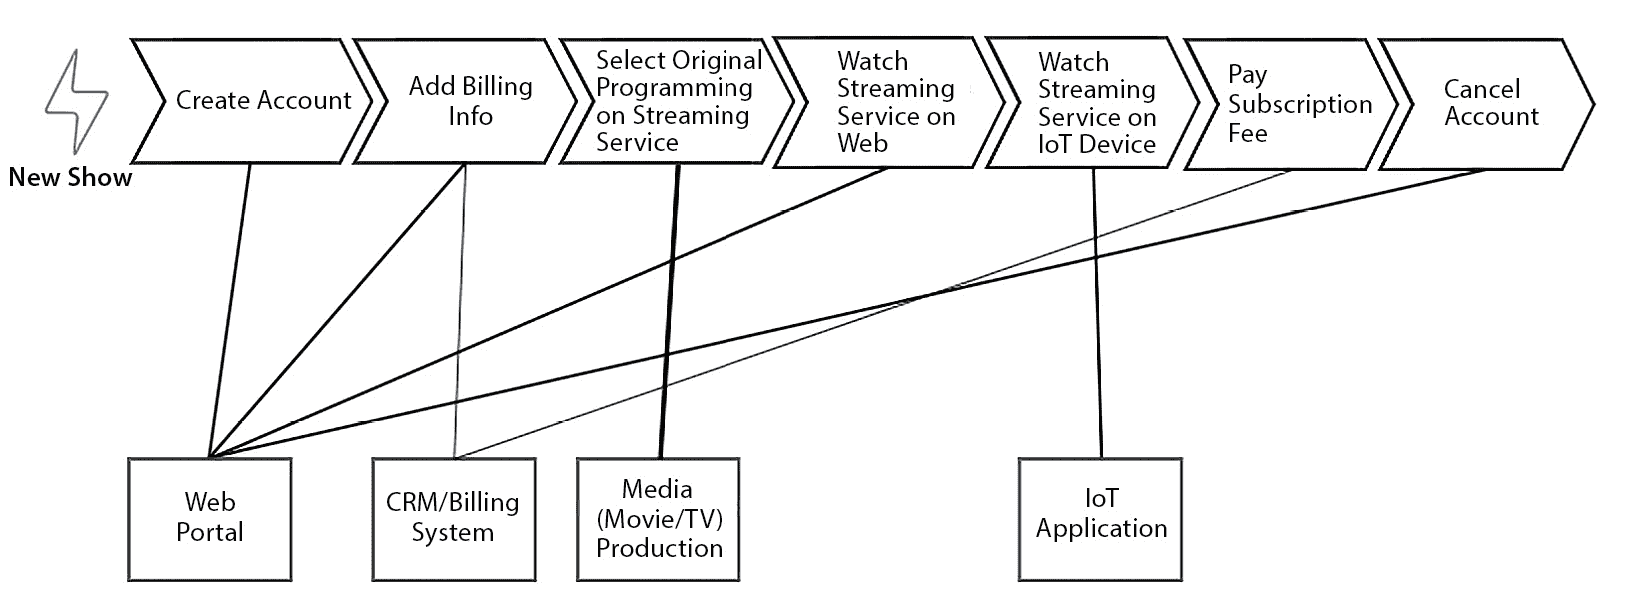 New Show
Create Account
Add Billing
Info
Select Original
Programming
on Streaming
Service
Watch
Streaming
Service on
Web
Watch
Streaming
Service on
IoT Device
Pay
Subscription
Fee
Cancel
Account
Web
Portal
CRM/Billing
System
Media
(Movie/TV)
Production
IoT
Application